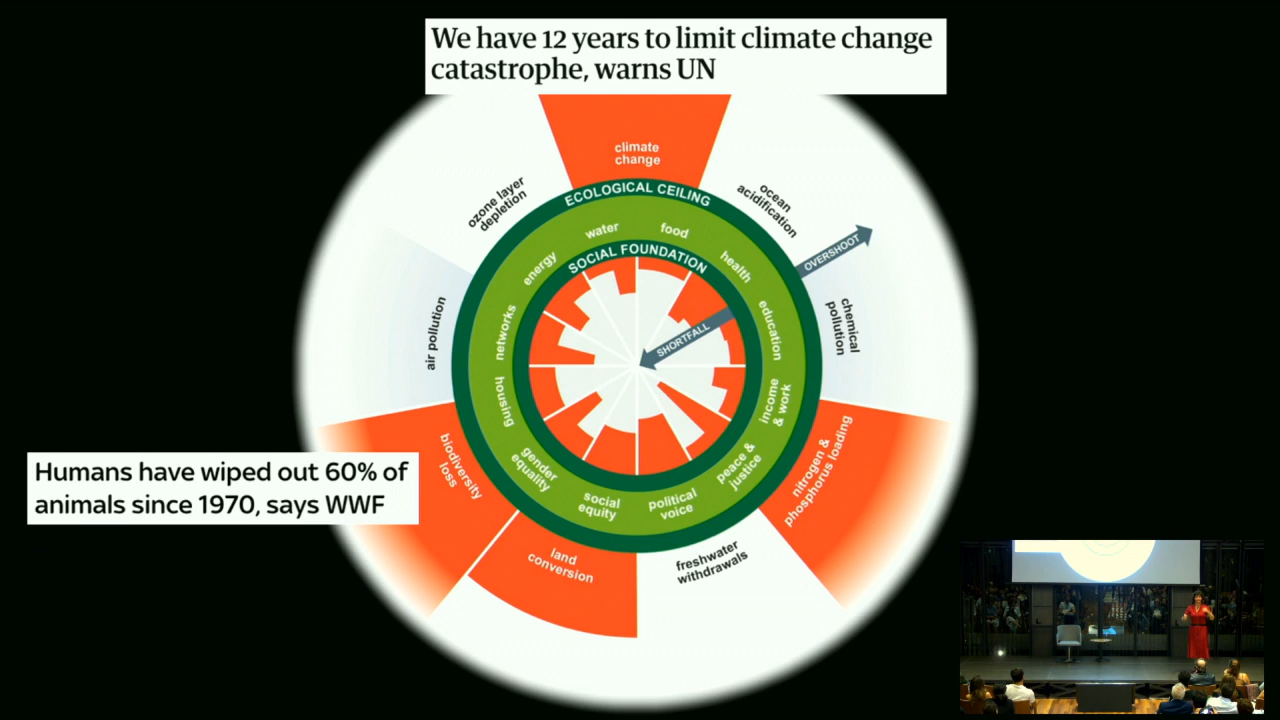 We have 12 years to limit climate change
catastrophe, warns UN
climate
change
ozone layer
depletion
ocean
acidification
ECOLOGICAL CEILING
water
food
OVERSHOOT
energy
SOCIAL FOUNDATION
health
air pollution
networks
SHORTFALL
education
chemical
pollution
housing
income
& work
Humans have wiped out 60% of
animals since 1970, says WWF
biodiversity
loss
gender
equality
peace &
justice
nitrogen &
phosphorus loading
social
equity
political
voice
land
conversion
freshwater
withdrawals